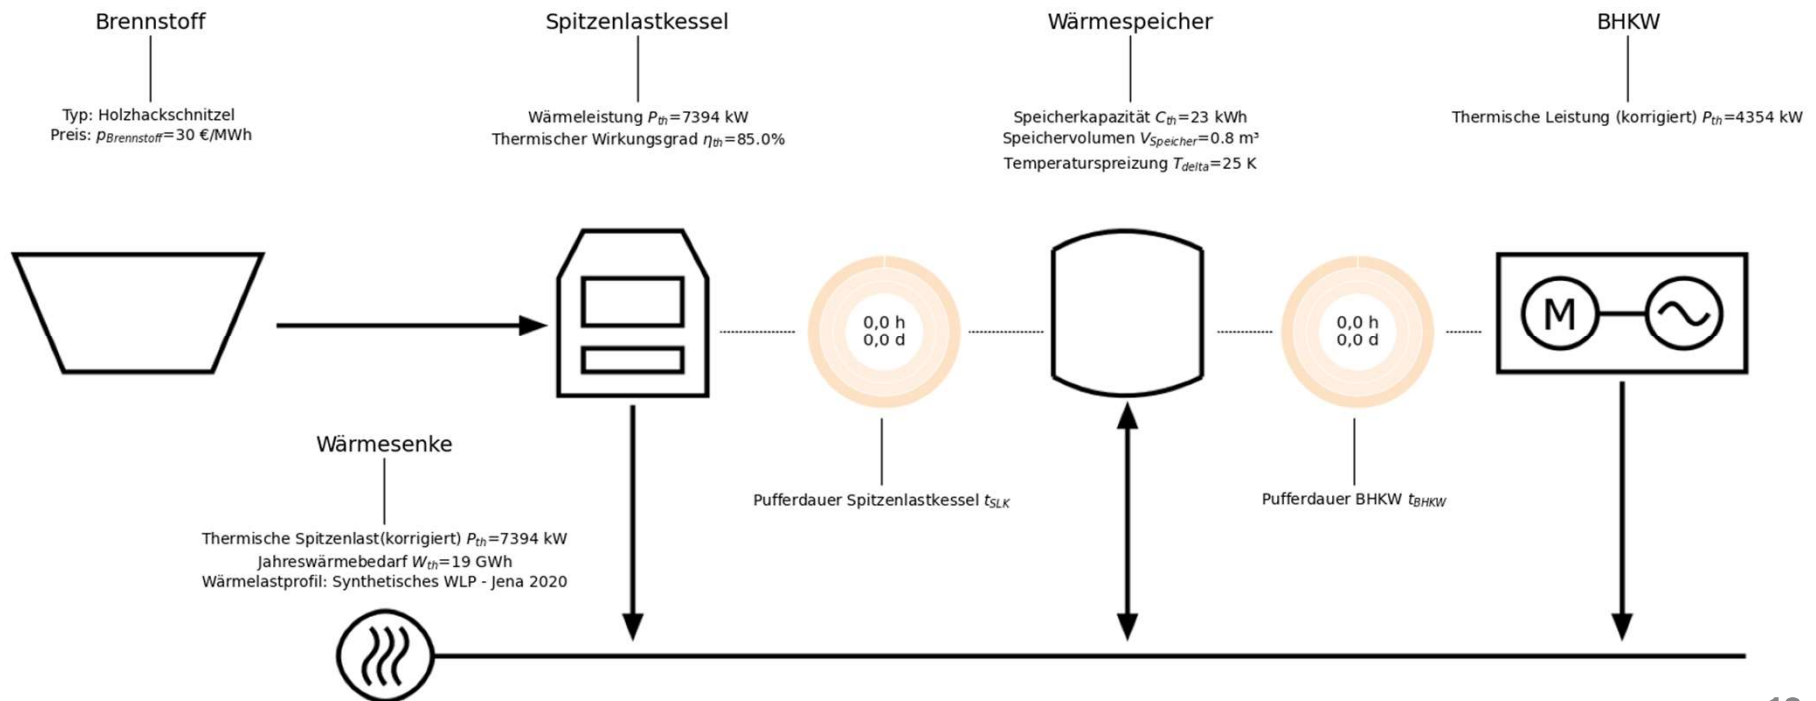 Brennstoff
Typ: Holzhackschnitzel
Preis: pBrennstoff=30 €/MWh
Spitzenlastkessel
Wärmeleistung Pth=7394 kW
Thermischer Wirkungsgrad ηth=85.0%
Wärmespeicher
Speicherkapazität Cth=23 kWh
Speichervolumen VSpeicher=0.8 m³
Temperaturspreizung Tdelta=25 K
BHKW
Thermische Leistung (korrigiert) Pth=4354 kW
0,0 h
0,0 d
0,0 h
0,0 d
M
Pufferdauer Spitzenlastkessel tSLK
Pufferdauer BHKW tBHKW
Wärmesenke
Thermische Spitzenlast(korrigiert) Pth=7394 kW
Jahreswärmebedarf Wth=19 GWh
Wärmelastprofil: Synthetisches WLP - Jena 2020